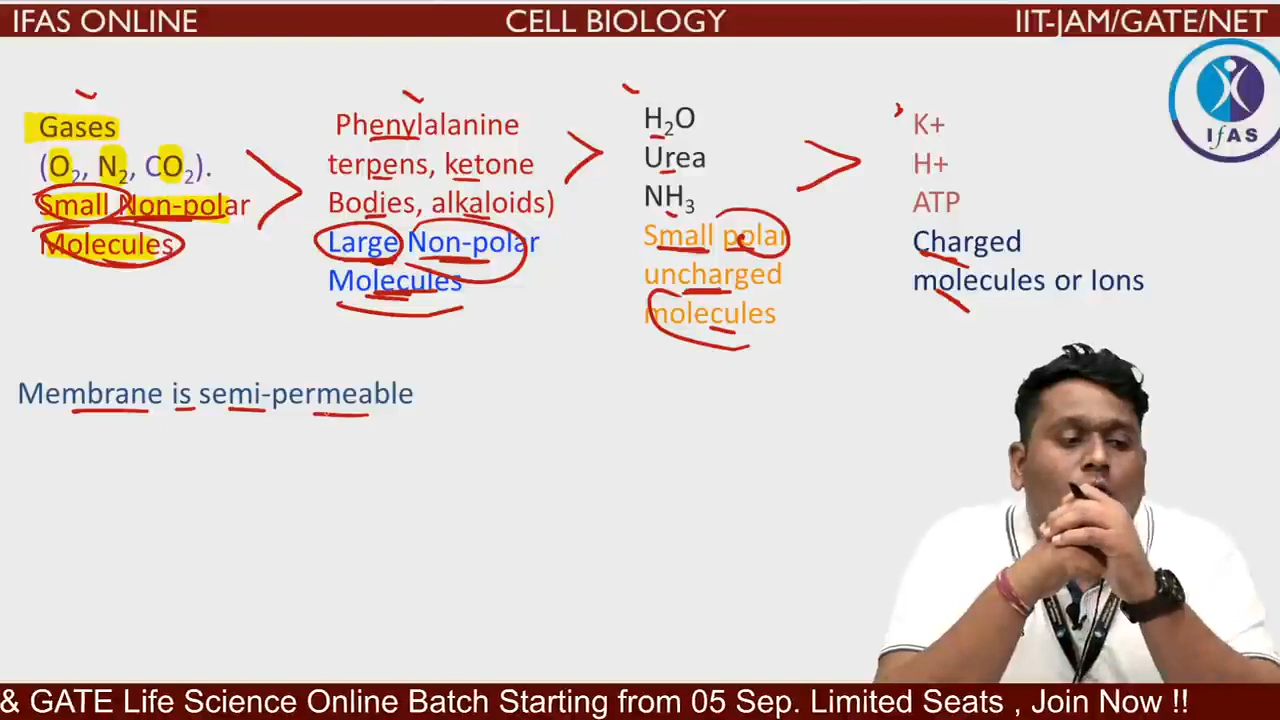 IFAS ONLINE
CELL BIOLOGY
IIT-JAM/GATE/NET
IfAS
Gases
(O₂, N₂, CO₂).
Small Non-polar
Molecules
Phenylalanine
terpens, ketone
Bodies, alkaloids)
Large Non-polar
Molecules
H₂O
Urea
NH₃
Small polar
uncharged
molecules
K+
H+
ATP
Charged
molecules or Ions
Membrane is semi-permeable
& GATE Life Science Online Batch Starting from 05 Sep. Limited Seats , Join Now !!